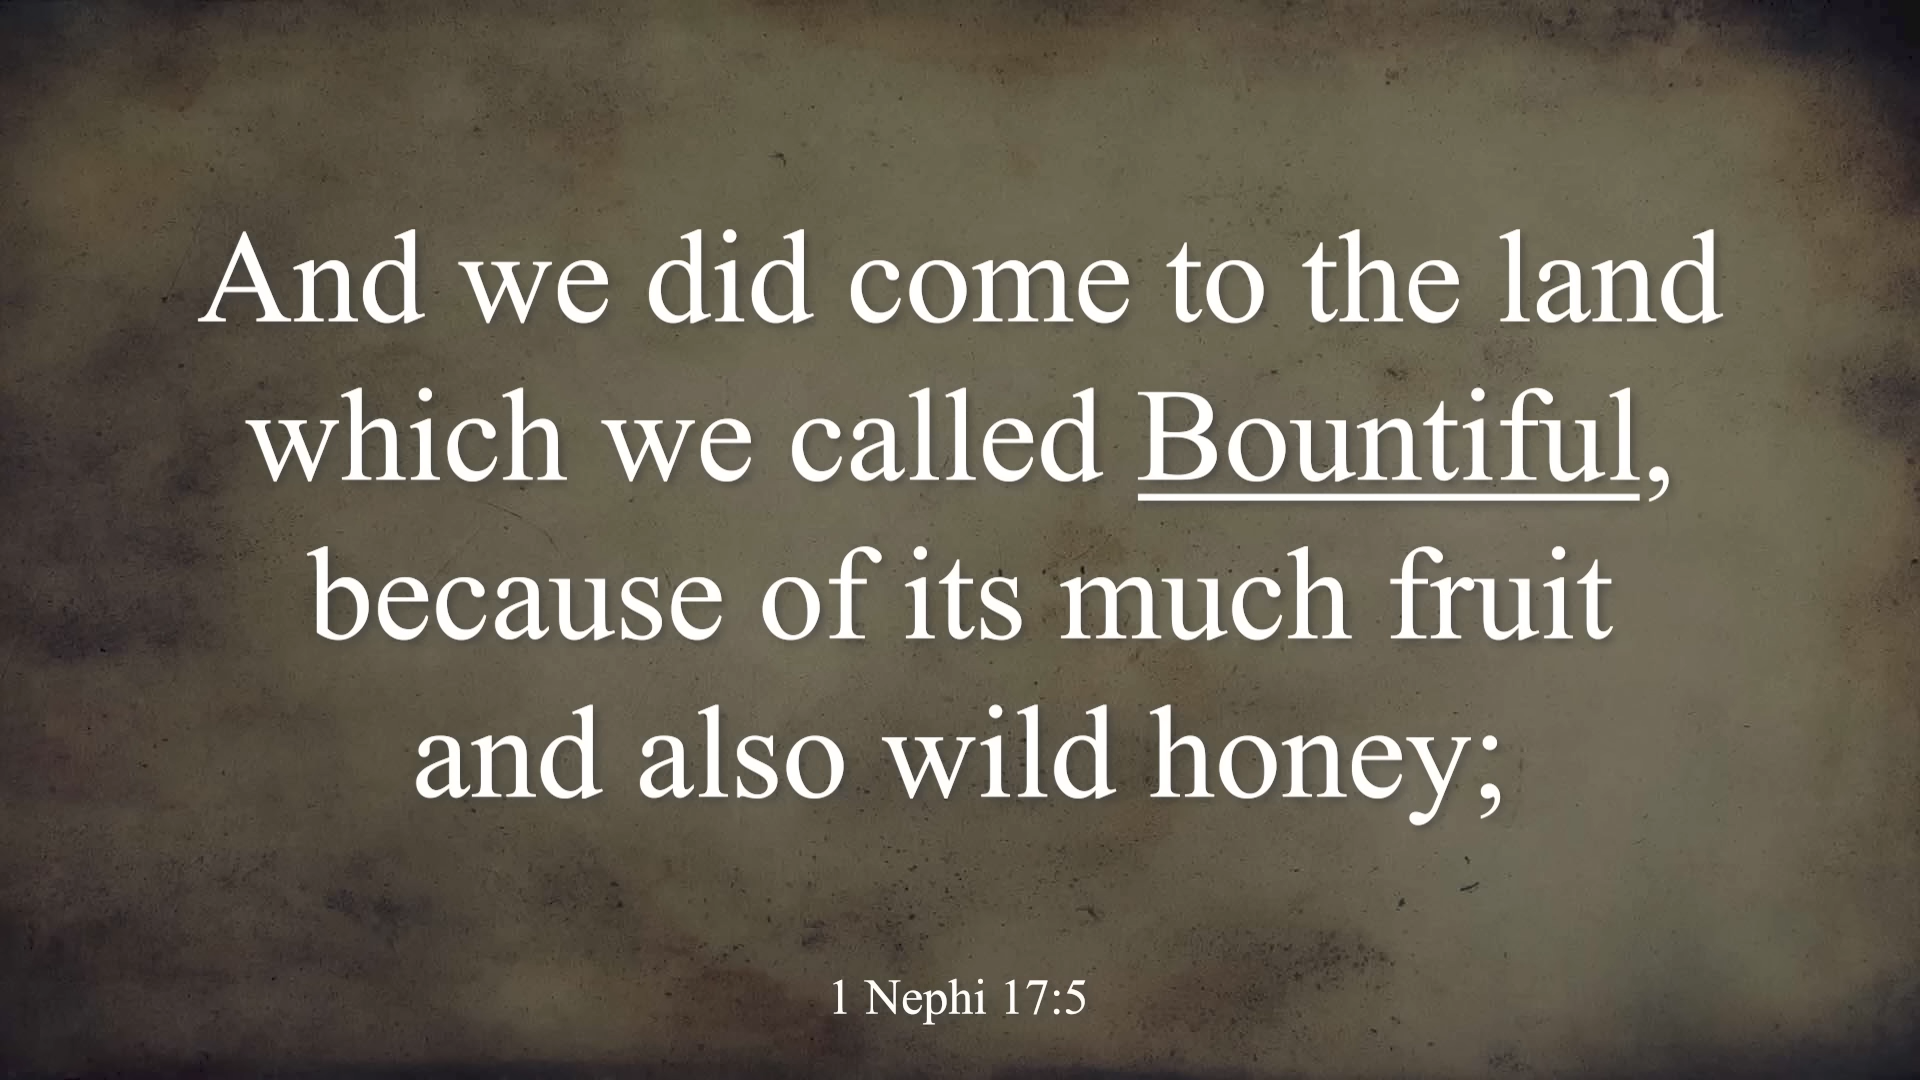 And we did come to the land
which we called Bountiful,
because of its much fruit
and also wild honey;
1 Nephi 17:5